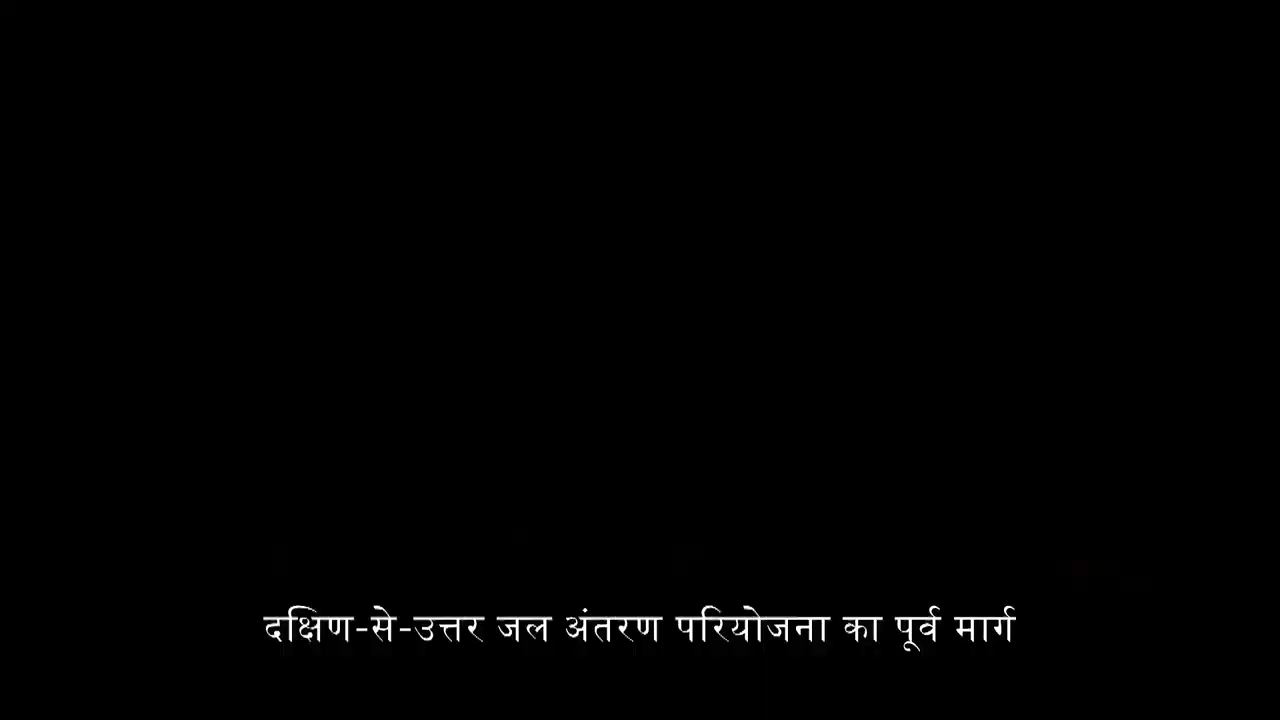 दक्षिण-से-उत्तर जल अंतरण परियोजना का पूर्व मार्ग